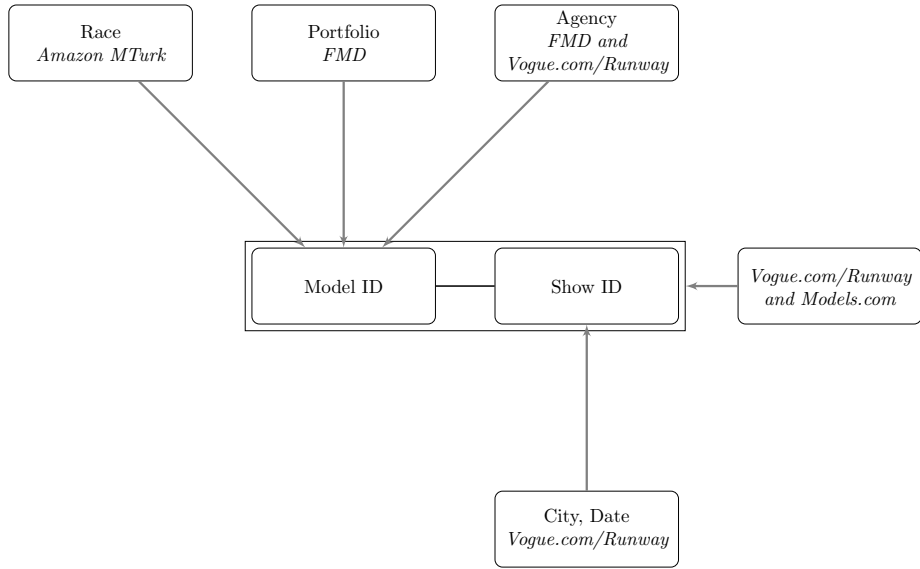 Race
Amazon MTurk
Portfolio
FMD
Agency
FMD and
Vogue.com/Runway
Model ID
Show ID
Vogue.com/Runway
and Models.com
City, Date
Vogue.com/Runway